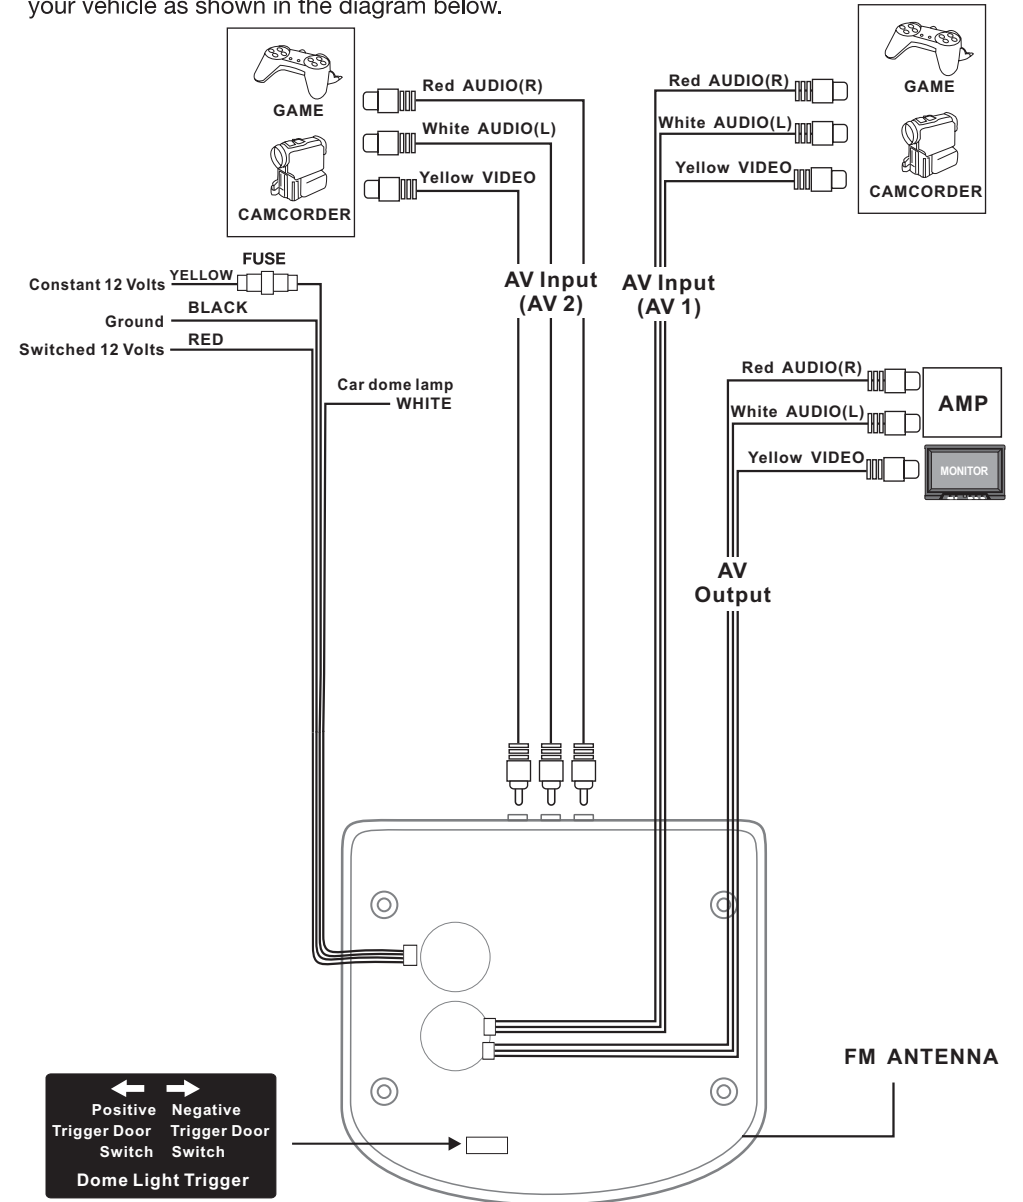 your vehicle as shown in the diagram below.
GAME
CAMCORDER
Red AUDIO(R)
White AUDIO(L)
Yellow VIDEO
Red AUDIO(R)
White AUDIO(L)
Yellow VIDEO
GAME
CAMCORDER
FUSE
Constant 12 Volts YELLOW
Ground BLACK
Switched 12 Volts RED
Car dome lamp
WHITE
AV Input
(AV 2)
AV Input
(AV 1)
Red AUDIO(R)
White AUDIO(L)
Yellow VIDEO
AMP
MONITOR
AV
Output
FM ANTENNA
Positive Negative
Trigger Door Trigger Door
Switch Switch
Dome Light Trigger